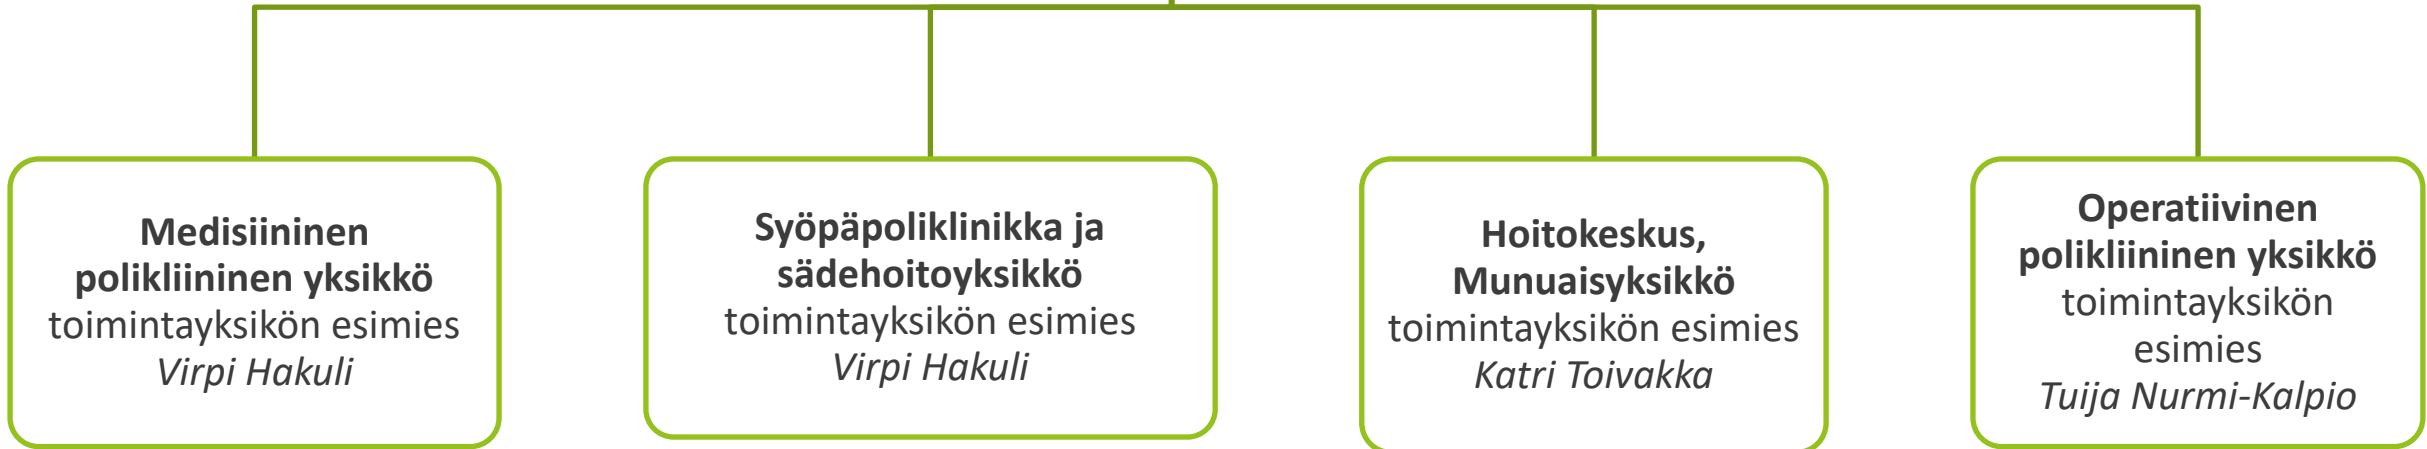 Medisiininen
polikliininen yksikkö
toimintayksikön esimies
Virpi Hakuli
Syöpäpoliklinikka ja
sädehoitoyksikkö
toimintayksikön esimies
Virpi Hakuli
Hoitokeskus,
Munuaisyksikkö
toimintayksikön esimies
Katri Toivakka
Operatiivinen
polikliininen yksikkö
toimintayksikön
esimies
Tuija Nurmi-Kalpio